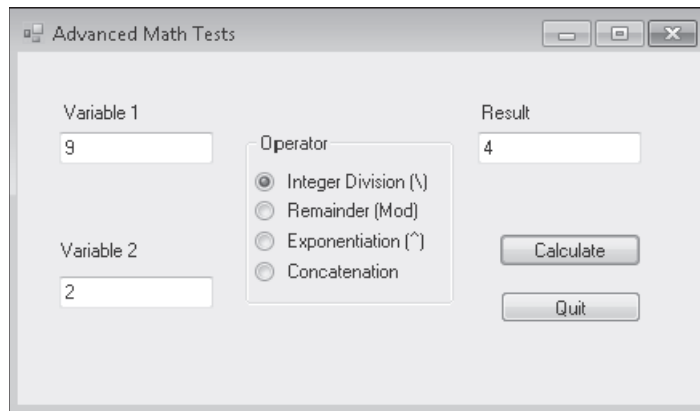 Advanced Math Tests
Variable 1
9
Operator
Integer Division (\)
Remainder (Mod)
Exponentiation (^)
Concatenation
Variable 2
2
Result
4
Calculate
Quit